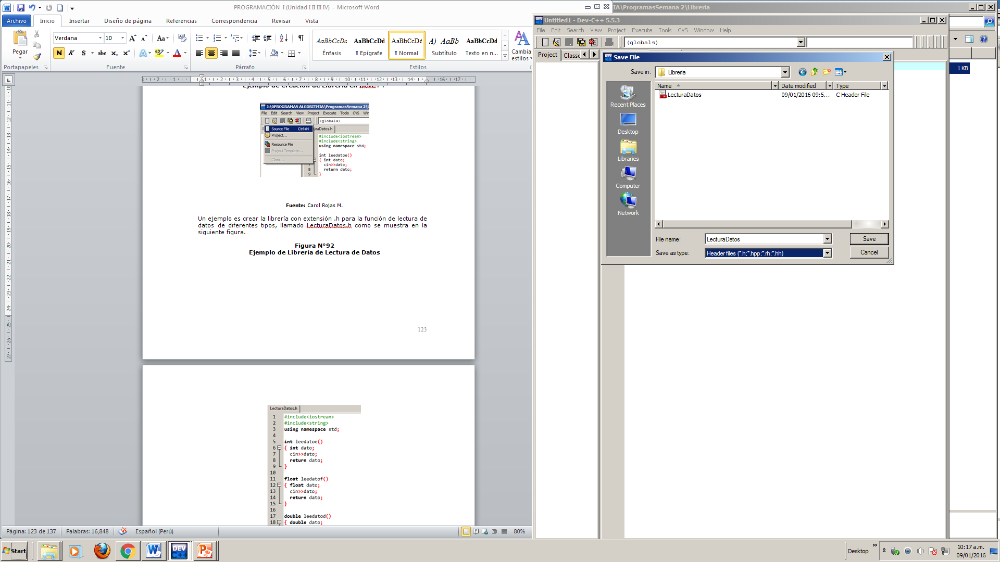 PROGRAMACIÓN I (Unidad I II III IV) - Microsoft Word
Archivo Inicio Insertar Diseño de página Referencias Correspondencia Revisar Vista
Pegar
Portapapeles
Verdana 10
N K S abc x₂ x²
Fuente
Párrafo
AaBbCcDc AaBbCcDd AaBbCcDd A) AaBb AaBbCcDd
Énfasis ¶ Epígrafe ¶ Normal Subtítulo Texto en n...
Cambiar estilos
Estilos
Ejemplo de Creación de Librería en DevC++
J:\0PROGRAMAS ALGORITMIA\ProgramasSemana 2\L
File Edit Search View Project Execute Tools CVS Win
(globals)
Source File Ctrl+N
Project...
Resource File
Project Template...
Class...
uraDatos.h
#include<iostream>
#include<string>
using namespace std;
int leedatoe()
{ int dato;
7 cin>>dato;
8 return dato;
9 }
Fuente: Carol Rojas M.
Un ejemplo es crear la librería con extensión .h para la función de lectura de
datos de diferentes tipos, llamado LecturaDatos.h como se muestra en la
siguiente figura.
Figura N°92
Ejemplo de Librería de Lectura de Datos
123
LecturaDatos.h
1 #include<iostream>
2 #include<string>
3 using namespace std;
4
5 int leedatoe()
6 { int dato;
7 cin>>dato;
8 return dato;
9 }
10
11 float leedatof()
12 { float dato;
13 cin>>dato;
14 return dato;
15 }
16
17 double leedatod()
18 { double dato;
Página: 123 de 137 Palabras: 16,848 Español (Perú) 80%
IA\ProgramasSemana 2\Libreria
1 KB
Untitled1 - Dev-C++ 5.5.3
File Edit Search View Project Execute Tools CVS Window Help
(globals)
Project Classe
Save File
Save in: Libreria
Name Date modified Type
LecturaDatos 09/01/2016 09:5... C Header File
Recent Places
Desktop
Libraries
Computer
Network
File name: LecturaDatos Save
Save as type: Header files (*.h;*.hpp;*.rh;*.hh) Cancel
Start
Desktop
10:17 a.m.
09/01/2016